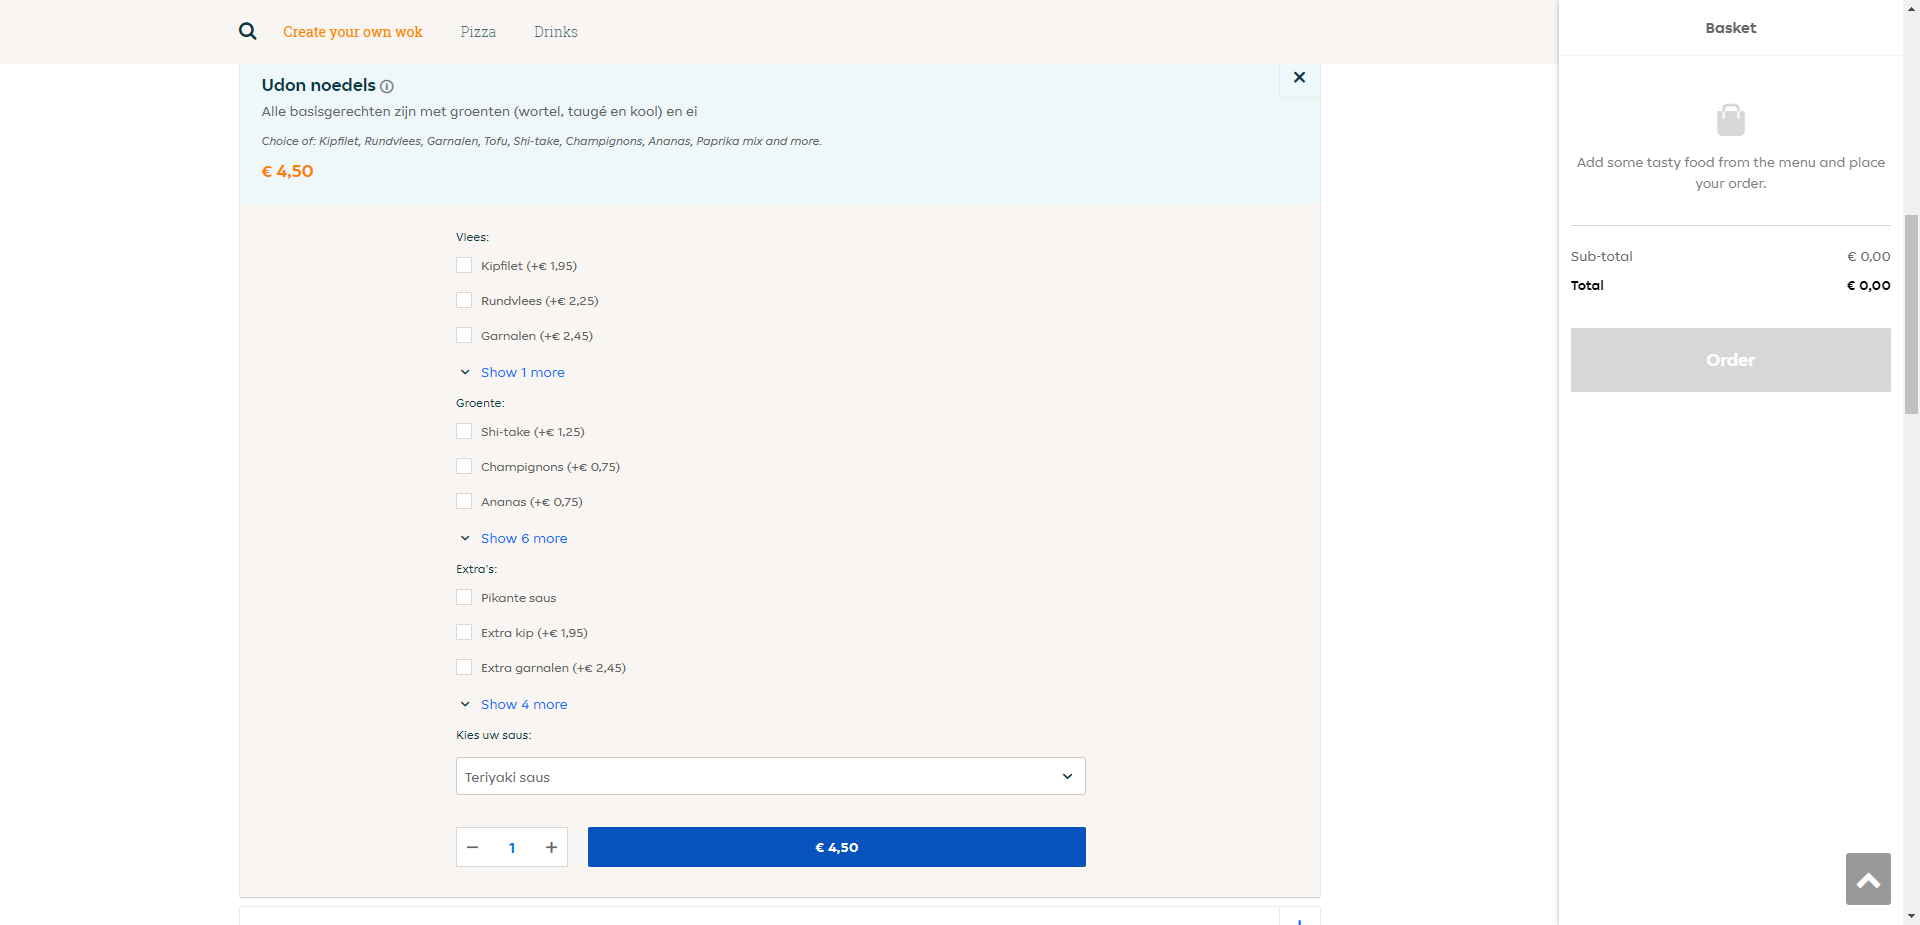 Create your own wok
Pizza
Drinks
Udon noedels
Alle basisgerechten zijn met groenten (wortel, taugé en kool) en ei
Choice of: Kipfilet, Rundvlees, Garnalen, Tofu, Shi-take, Champignons, Ananas, Paprika mix and more.
€ 4,50
Vlees:
Kipfilet (+€ 1,95)
Rundvlees (+€ 2,25)
Garnalen (+€ 2,45)
Show 1 more
Groente:
Shi-take (+€ 1,25)
Champignons (+€ 0,75)
Ananas (+€ 0,75)
Show 6 more
Extra's:
Pikante saus
Extra kip (+€ 1,95)
Extra garnalen (+€ 2,45)
Show 4 more
Kies uw saus:
Teriyaki saus
1
€ 4,50
Basket
Add some tasty food from the menu and place
your order.
Sub-total € 0,00
Total € 0,00
Order